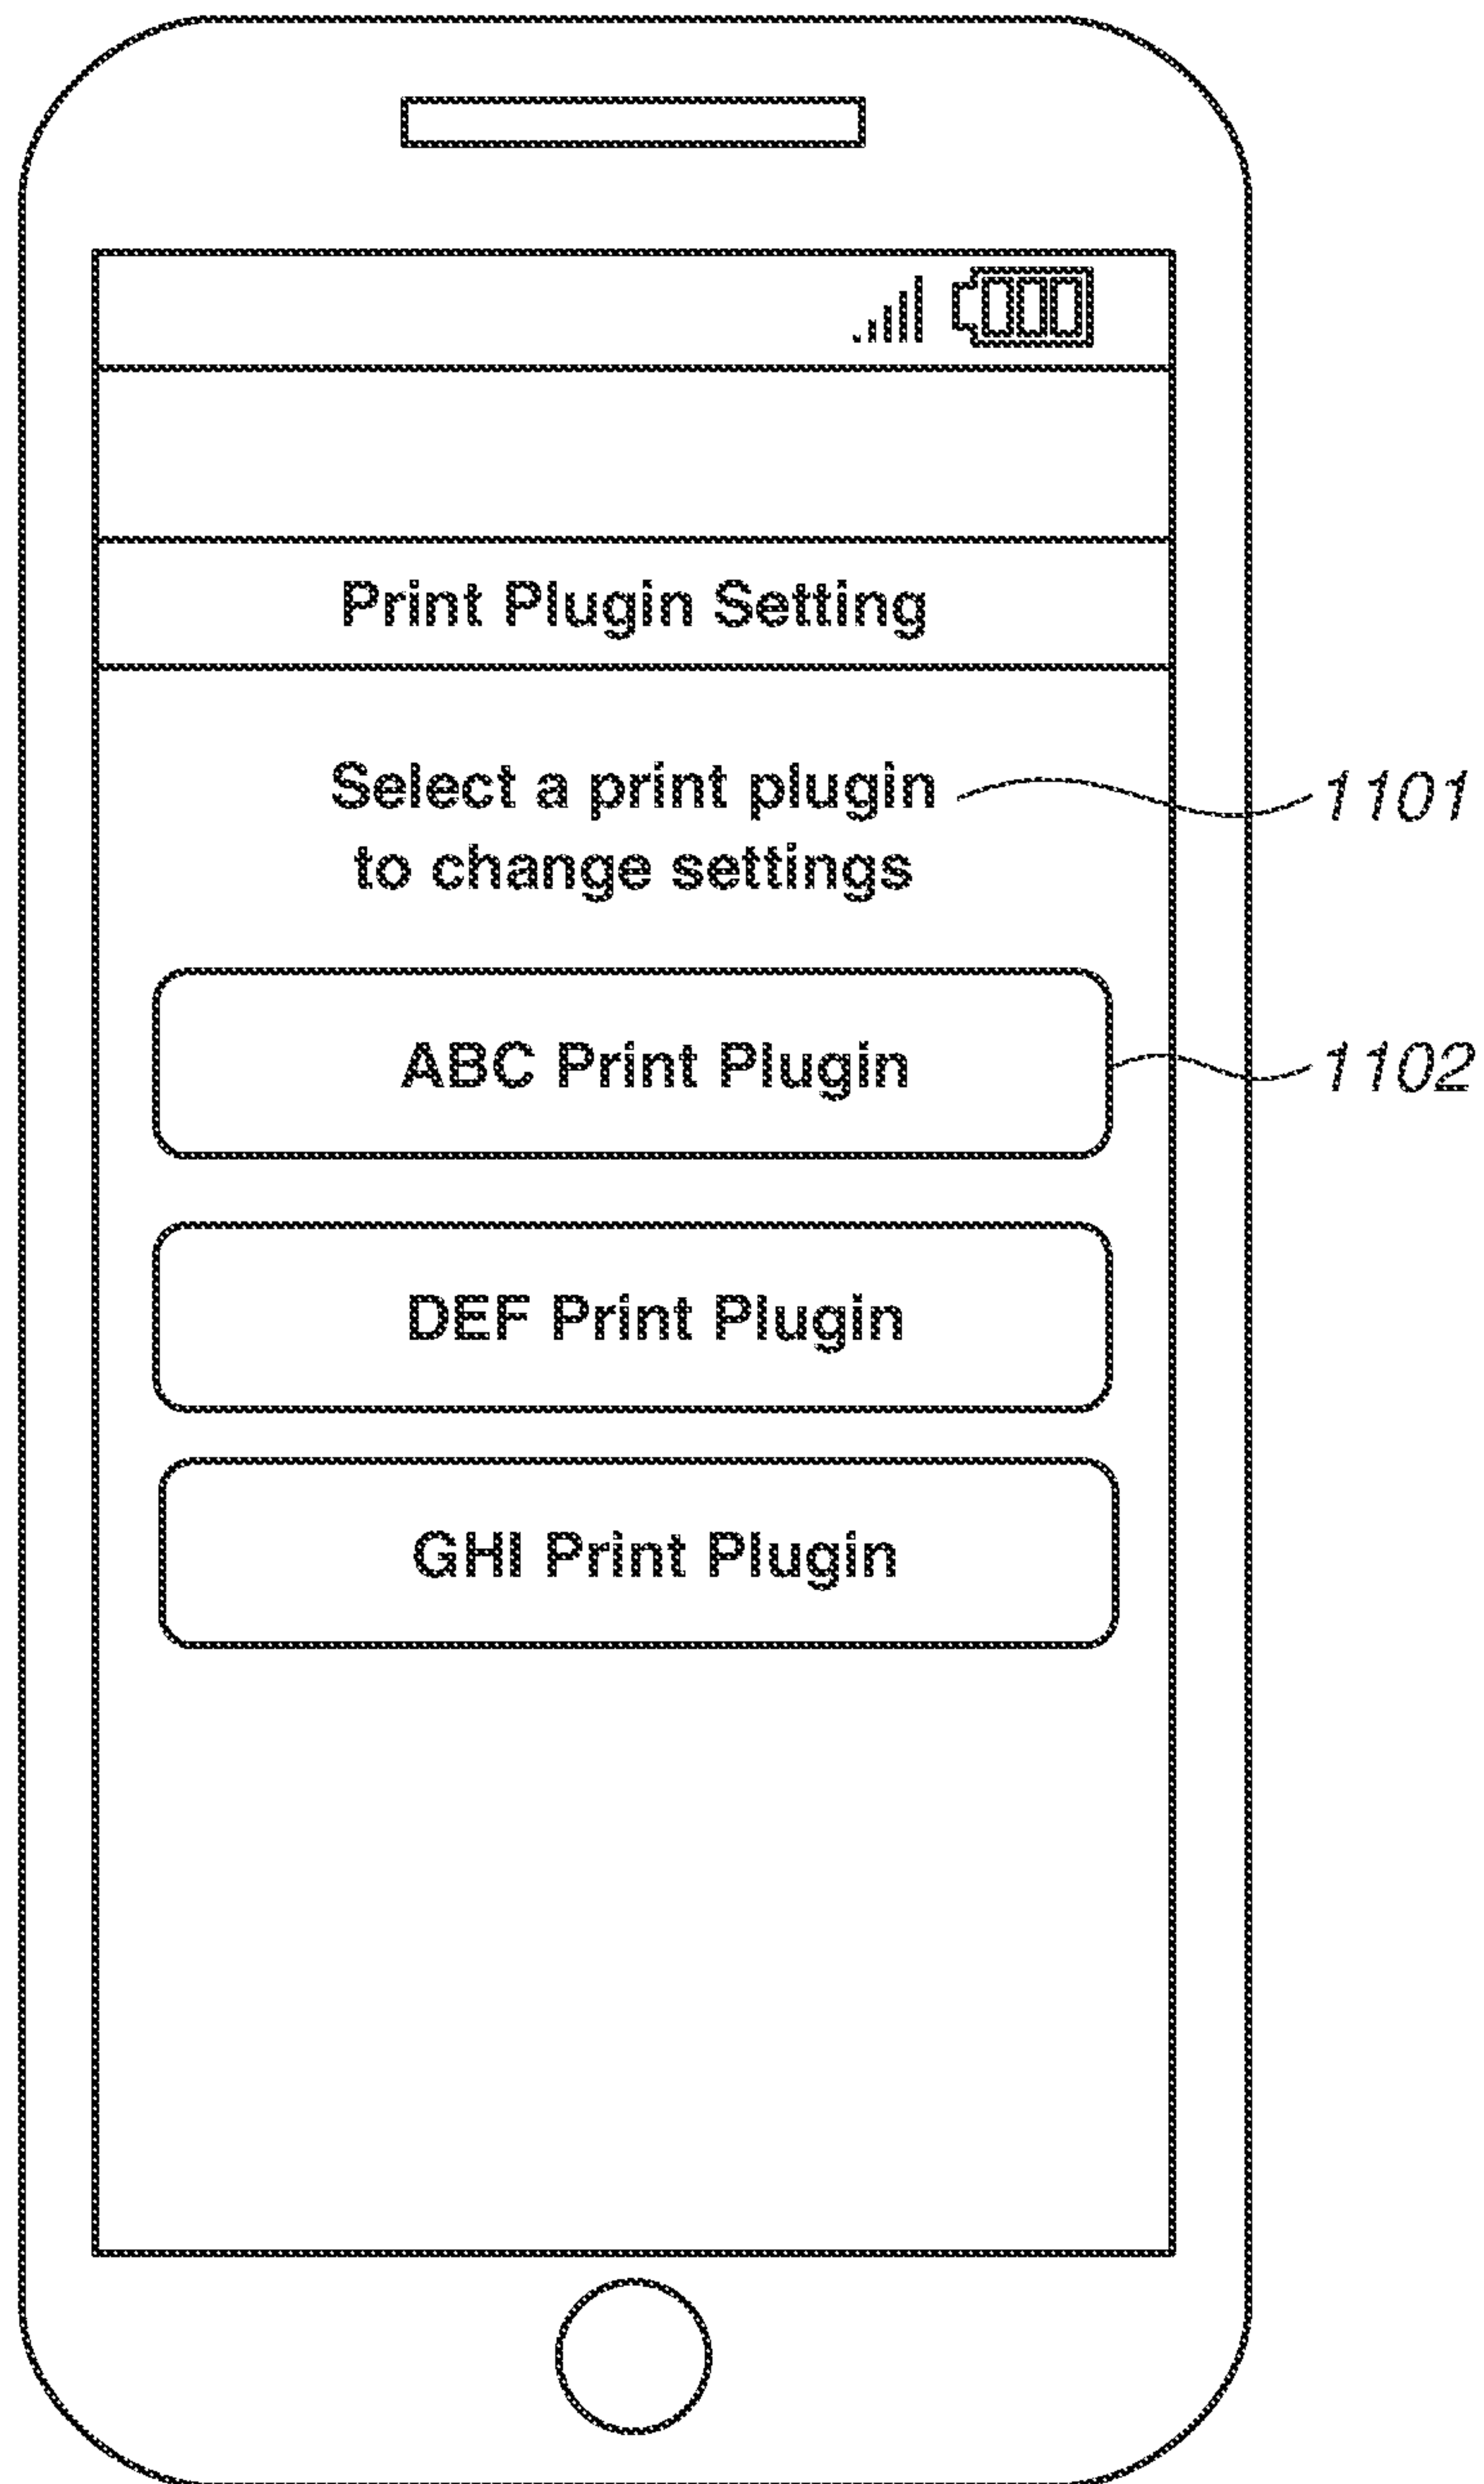 Print Plugin Setting
Select a print plugin
to change settings
1101
ABC Print Plugin
1102
DEF Print Plugin
GHI Print Plugin